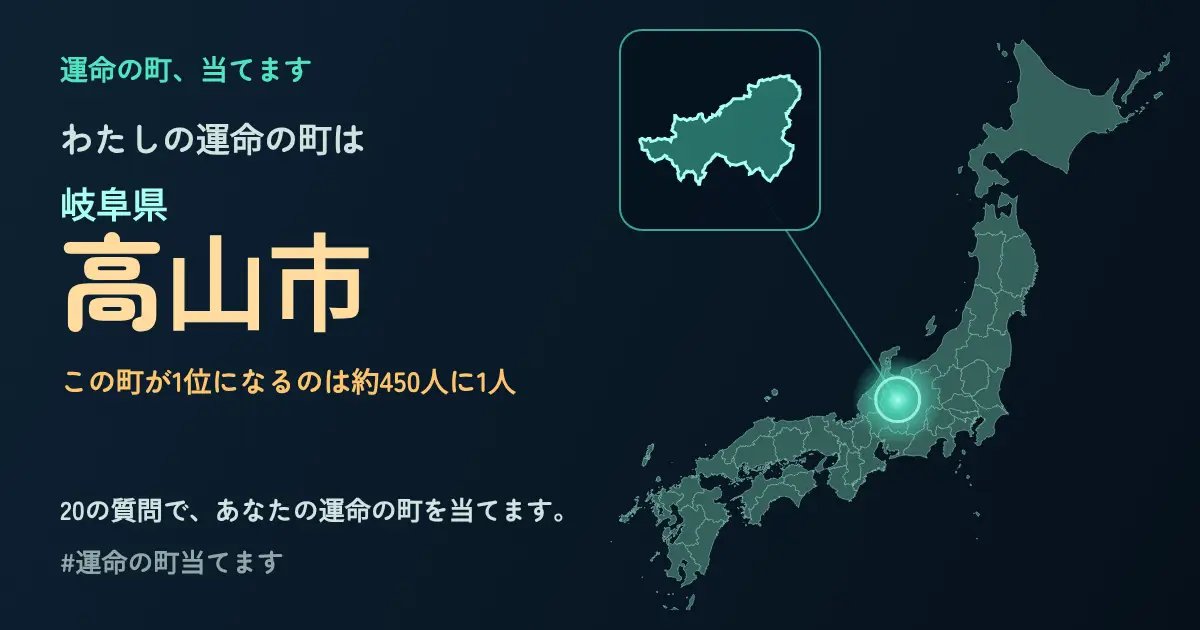 運命の町、当てます
わたしの運命の町は
岐阜県
高山市
この町が1位になるのは約450人に1人
20の質問で、あなたの運命の町を当てます。
#運命の町当てます